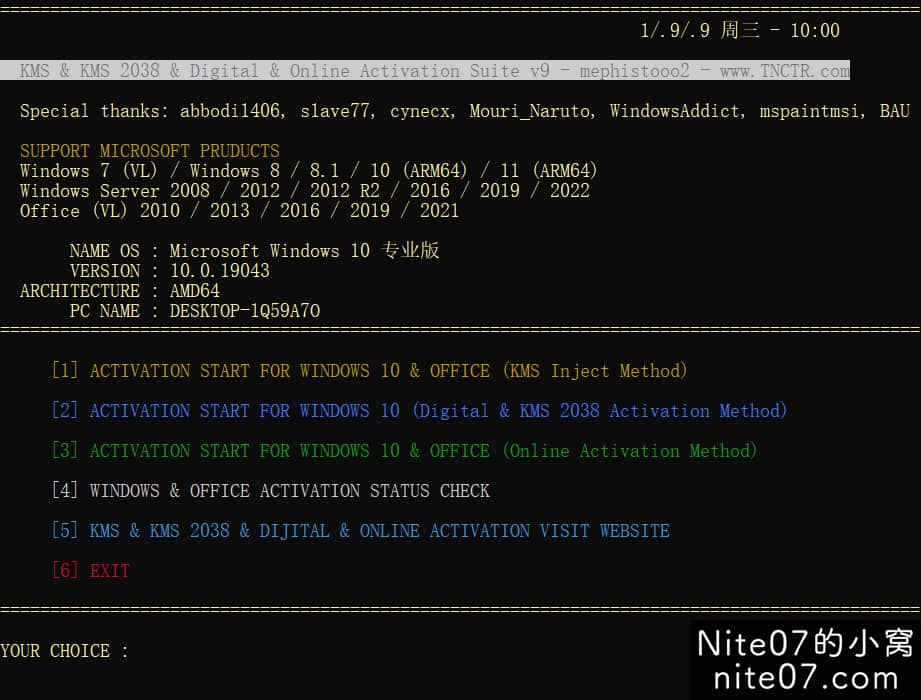 1/.9/.9 周三 - 10:00
KMS & KMS 2038 & Digital & Online Activation Suite v9 - mephistooo2 - www.TNCTR.com
Special thanks: abbodi1406, slave77, cynecx, Mouri_Naruto, WindowsAddict, mspaintmsi, BAU
SUPPORT MICROSOFT PRUDUCTS
Windows 7 (VL) / Windows 8 / 8.1 / 10 (ARM64) / 11 (ARM64)
Windows Server 2008 / 2012 / 2012 R2 / 2016 / 2019 / 2022
Office (VL) 2010 / 2013 / 2016 / 2019 / 2021
NAME OS : Microsoft Windows 10 专业版
VERSION : 10.0.19043
ARCHITECTURE : AMD64
PC NAME : DESKTOP-1Q59A7O
[1] ACTIVATION START FOR WINDOWS 10 & OFFICE (KMS Inject Method)
[2] ACTIVATION START FOR WINDOWS 10 (Digital & KMS 2038 Activation Method)
[3] ACTIVATION START FOR WINDOWS 10 & OFFICE (Online Activation Method)
[4] WINDOWS & OFFICE ACTIVATION STATUS CHECK
[5] KMS & KMS 2038 & DIJITAL & ONLINE ACTIVATION VISIT WEBSITE
[6] EXIT
YOUR CHOICE :
Nite07的小窝
nite07.com